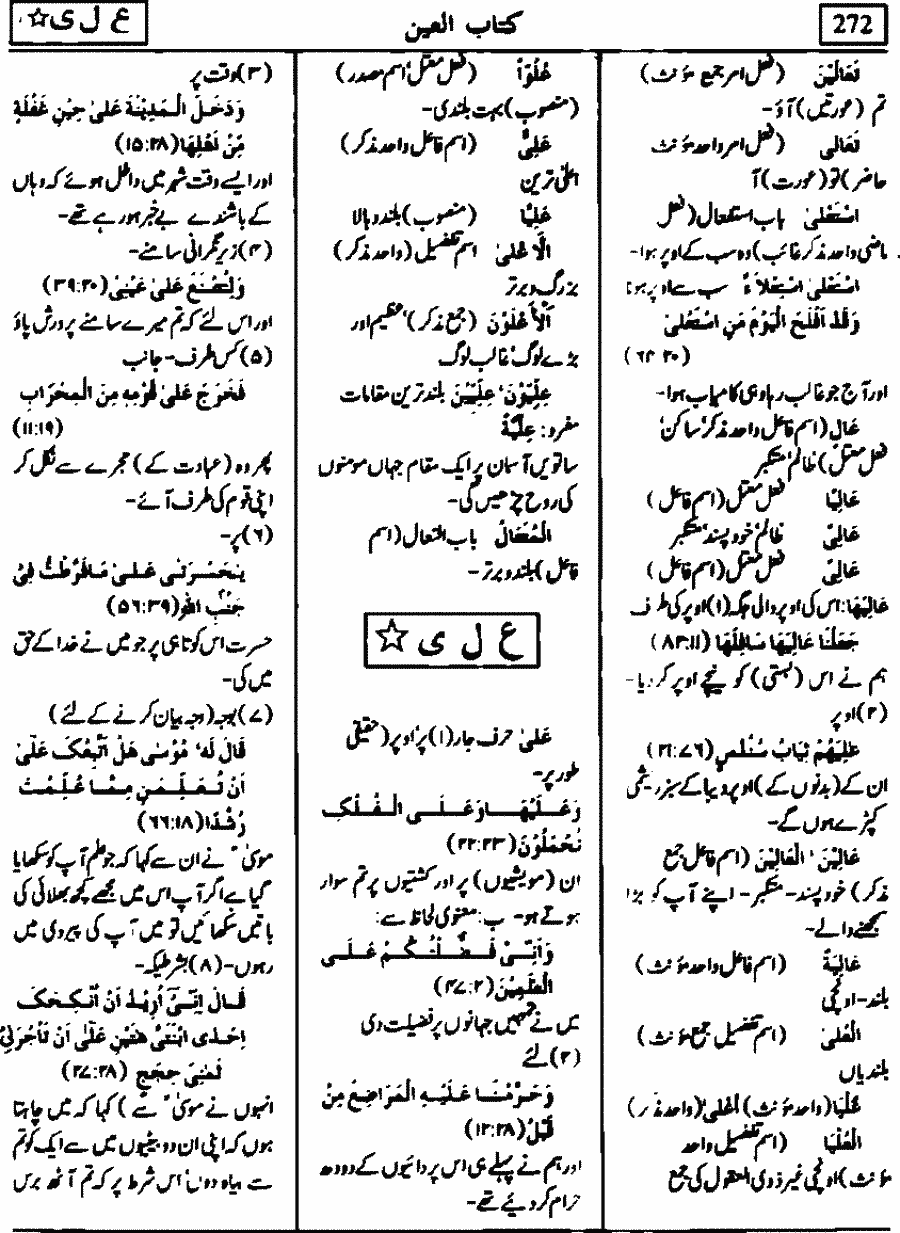 272
کتاب العین
ع ل ی ☆
تَعَالَيْنَ (فعل امر جمع مؤنث)
تم (عورتیں) آؤ۔
تَعَالَى (فعل امر واحد مؤنث
حاضر) تو (عورت) آ
اسْتَعْلىٰ باب استفعال (فعل
ماضی واحد مذکر غائب) وہ سب کے اوپر ہوا۔
اسْتَعْلىٰ اسْتِعْلَاءً سب سے اوپر ہونا
وَقَدْ اَفْلَحَ الْيَوْمَ مَنِ اسْتَعْلىٰ
(۶۴:۲۰)
اور آج جو غالب رہا وہی کامیاب ہوا۔
عَالٍ (اسم فاعل واحد مذکر ساکن'
فعل معتل) ظالم' متکبر
عَالِيًا فعل معتل (اسم فاعل)
عَالِيٌ ظالم' خود پسند' متکبر
عَالِيْ فعل معتل (اسم فاعل)
عَالِيَهَا: اس کی اوپر والی جگہ (۱) اوپر کی طرف
جَعَلْنَا عَالِيَهَا سَافِلَهَا (۸۲:۱۱)
ہم نے اس (بستی) کو نیچے اوپر کر دیا۔
(۲) اوپر
عٰلِيَهُمْ ثِيَابُ سُنْدُسٍ (۲۱:۷۶)
ان کے (بدنوں کے) اوپر دیبا کے سبز ریشمی
کپڑے ہوں گے۔
عَالِيْنَ' الْعَالِيْنَ (اسم فاعل جمع
مذکر) خود پسند۔ متکبر۔ اپنے آپ کو بڑا
سمجھنے والے۔
عَالِيَةً (اسم فاعل واحد مؤنث)
بلند۔ اونچی
الْعُلىٰ (اسم تفضیل جمع مؤنث)
بلندیاں
عُلْيَا (واحد مؤنث) اَعْلىٰ (واحد مذکر)
الْعُلْيَا (اسم تفضیل واحد
مؤنث) اونچی غیر ذوی العقول کی جمع
عُلُوًّا (فعل معتل' اسم مصدر)
(منصوب) بہت بلندی۔
عَلِيٌّ (اسم فاعل واحد مذکر)
اعلیٰ ترین
عَلِيًّا (منصوب) بلند و بالا
اَلْاَعْلىٰ اسم تفضیل (واحد مذکر)
بزرگ و برتر
اَلْاَعْلَوْنَ (جمع مذکر)' عظیم اور
بڑے لوگ' غالب لوگ
عِلِّيُّوْنَ' عِلِّيِّيْنَ بلند ترین مقامات
مفرد: عِلِّيَّةٌ
ساتویں آسمان پر ایک مقام جہاں مومنوں
کی روح چڑھیں گی۔
الْمُتَعَالُ باب التعال (اسم
فاعل) بلند و برتر۔
ع ل ی ☆
عَلىٰ حرف جار (۱) پر' اوپر (حقیقی
طور پر۔
وَعَلَيْهَا وَعَلَى الْفُلْكِ
تُحْمَلُوْنَ (۲۲:۲۳)
ان (مویشیوں) پر اور کشتیوں پر تم سوار
ہوتے ہو۔ ب: معنوی لحاظ سے:
وَاَنِّيْ فَضَّلْتُكُمْ عَلَى
الْعٰلَمِيْنَ (۴۷:۲)
میں نے تمہیں جہانوں پر فضیلت دی
(۲) لئے
وَحَرَّمْنَا عَلَيْهِ الْمَرَاضِعَ مِنْ
قَبْلُ (۱۲:۲۸)
اور ہم نے پہلے ہی اس پر دائیوں کے دودھ
حرام کر دیئے تھے۔
(۳) وقت پر
وَدَخَلَ الْمَدِيْنَةَ عَلىٰ حِيْنِ غَفْلَةٍ
مِّنْ اَهْلِهَا (۱۵:۲۸)
اور ایسے وقت شہر میں داخل ہوئے کہ وہاں
کے باشندے بے خبر ہو رہے تھے۔
(۴) زیر نگرانی' سامنے۔
وَلِتُصْنَعَ عَلىٰ عَيْنِيْ (۳۹:۲۰)
اور اس لئے کہ تم میرے سامنے پرورش پاؤ
(۵) کس طرف۔ جانب
فَخَرَجَ عَلىٰ قَوْمِهٖ مِنَ الْمِحْرَابِ
(۱۱:۱۹)
پھر وہ (عبادت کے) حجرے سے نکل کر
اپنی قوم کی طرف آئے۔
(۶) پر۔
يٰحَسْرَتٰى عَلىٰ مَا فَرَّطْتُّ فِيْ
جَنْبِ اللّٰهِ (۵۶:۳۹)
حسرت اس کوتاہی پر جو میں نے خدا کے حق
میں کی۔
(۷) بوجہ (وجہ بیان کرنے کے لئے)
قَالَ لَهٗ مُوْسٰى هَلْ اَتَّبِعُكَ عَلٰٓى
اَنْ تُعَلِّمَنِ مِمَّا عُلِّمْتَ
رُشْدًا (۶۶:۱۸)
موسیٰ ؑ نے ان سے کہا کہ جو علم آپ کو سکھایا
گیا ہے اگر آپ اس میں مجھے کچھ بھلائی کی
باتیں سکھائیں تو میں آپ کی پیروی میں
رہوں۔ (۸) بشرطیکہ۔
قَالَ اِنِّيْٓ اُرِيْدُ اَنْ اُنْكِحَكَ
اِحْدَى ابْنَتَيَّ هٰتَيْنِ عَلٰٓى اَنْ تَأْجُرَنِيْ
ثَمٰنِيَ حِجَجٍ (۲۷:۲۸)
انہوں نے موسیٰ ؑ سے) کہا کہ میں چاہتا
ہوں کہ اپنی ان دو بیٹیوں میں سے ایک کو تم
سے بیاہ دوں اس شرط پر کہ تم آٹھ برس